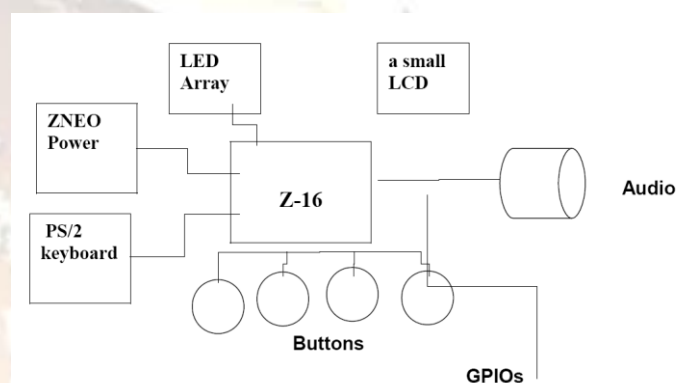 LED
Array
a small
LCD
ZNEO
Power
Z-16
Audio
PS/2
keyboard
Buttons
GPIOs